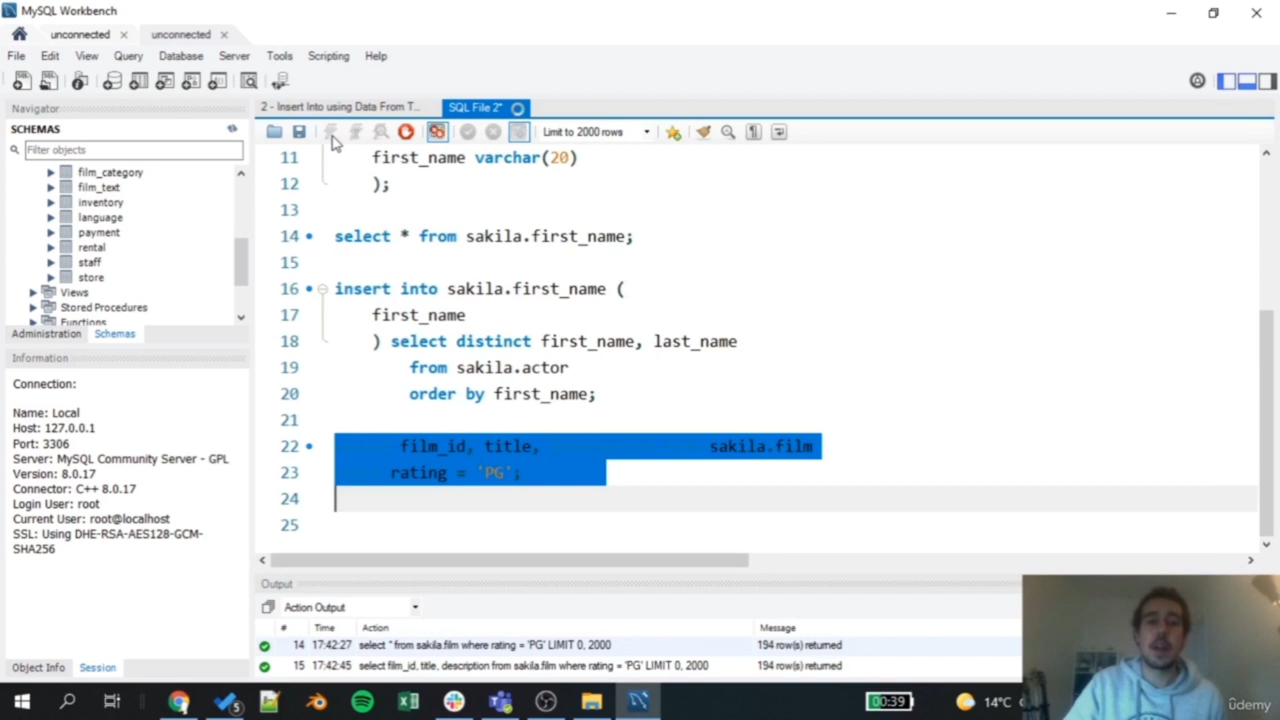 MySQL Workbench
unconnected × unconnected ×
File Edit View Query Database Server Tools Scripting Help
Navigator
SCHEMAS
Filter objects
film_category
film_text
inventory
language
payment
rental
staff
store
Views
Stored Procedures
Functions
Administration Schemas
Information
Connection:
Name: Local
Host: 127.0.0.1
Port: 3306
Server: MySQL Community Server - GPL
Version: 8.0.17
Connector: C++ 8.0.17
Login User: root
Current User: root@localhost
SSL: Using DHE-RSA-AES128-GCM-
SHA256
Object Info Session
2 - Insert Into using Data From T... SQL File 2*
Limit to 2000 rows
11 first_name varchar(20)
12 );
13
14 select * from sakila.first_name;
15
16 insert into sakila.first_name (
17 first_name
18 ) select distinct first_name, last_name
19 from sakila.actor
20 order by first_name;
21
22 film_id, title, sakila.film
23 rating = 'PG';
24
25
Output
Action Output
# Time Action Message
14 17:42:27 select * from sakila.film where rating = 'PG' LIMIT 0, 2000 194 row(s) returned
15 17:42:45 select film_id, title, description from sakila.film where rating = 'PG' LIMIT 0, 2000 194 row(s) returned
5
00:39
14°C
ûdemy